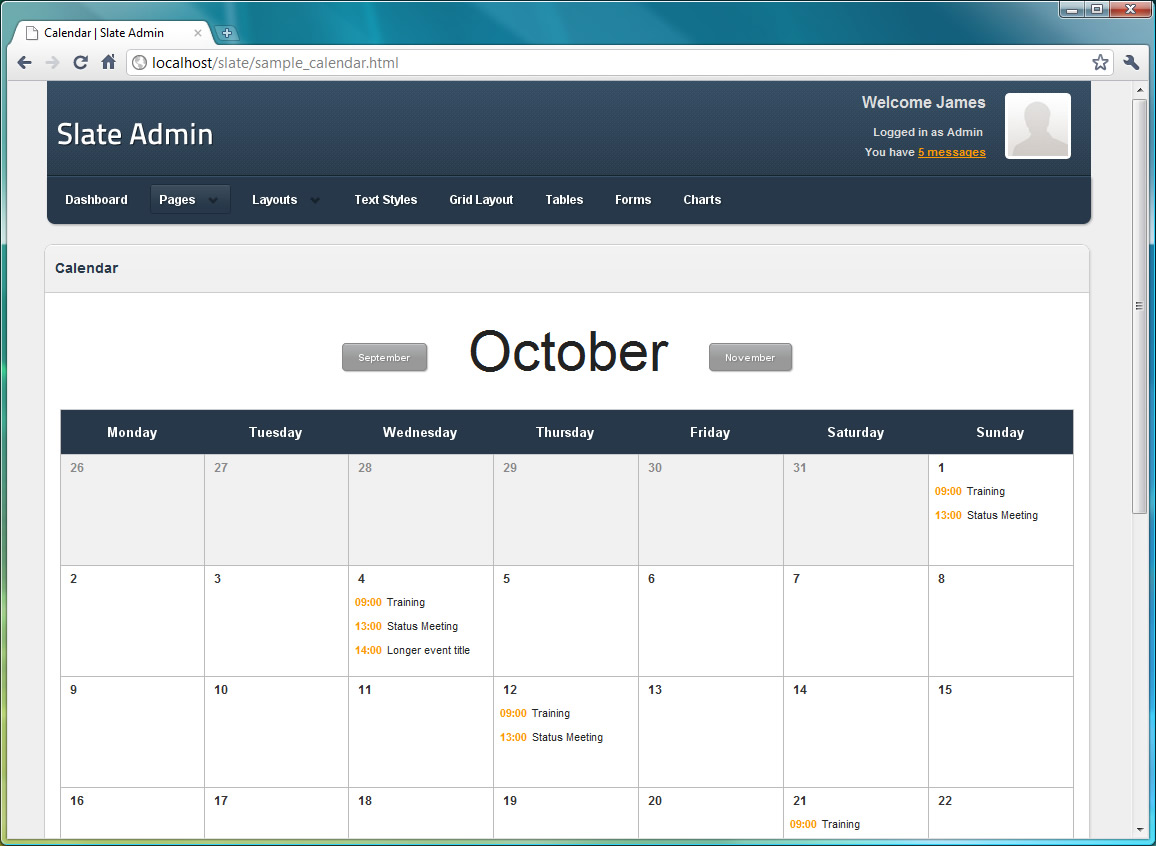 Calendar | Slate Admin
localhost/slate/sample_calendar.html
Welcome James
Slate Admin
Logged in as Admin
You have 5 messages
Dashboard Pages Layouts Text Styles Grid Layout Tables Forms Charts
Calendar
September October November
Monday Tuesday Wednesday Thursday Friday Saturday Sunday
26 27 28 29 30 31 1
09:00 Training
13:00 Status Meeting
2 3 4 5 6 7 8
09:00 Training
13:00 Status Meeting
14:00 Longer event title
9 10 11 12 13 14 15
09:00 Training
13:00 Status Meeting
16 17 18 19 20 21 22
09:00 Training